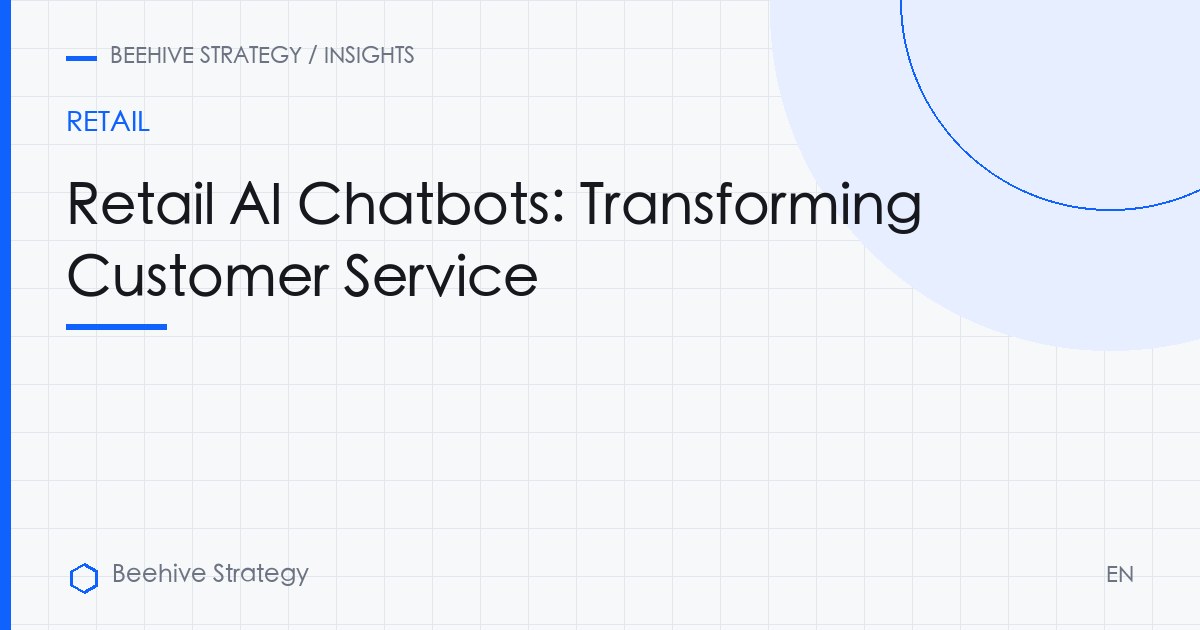 BEEHIVE STRATEGY / INSIGHTS
RETAIL
Retail AI Chatbots: Transforming
Customer Service
Beehive Strategy
EN